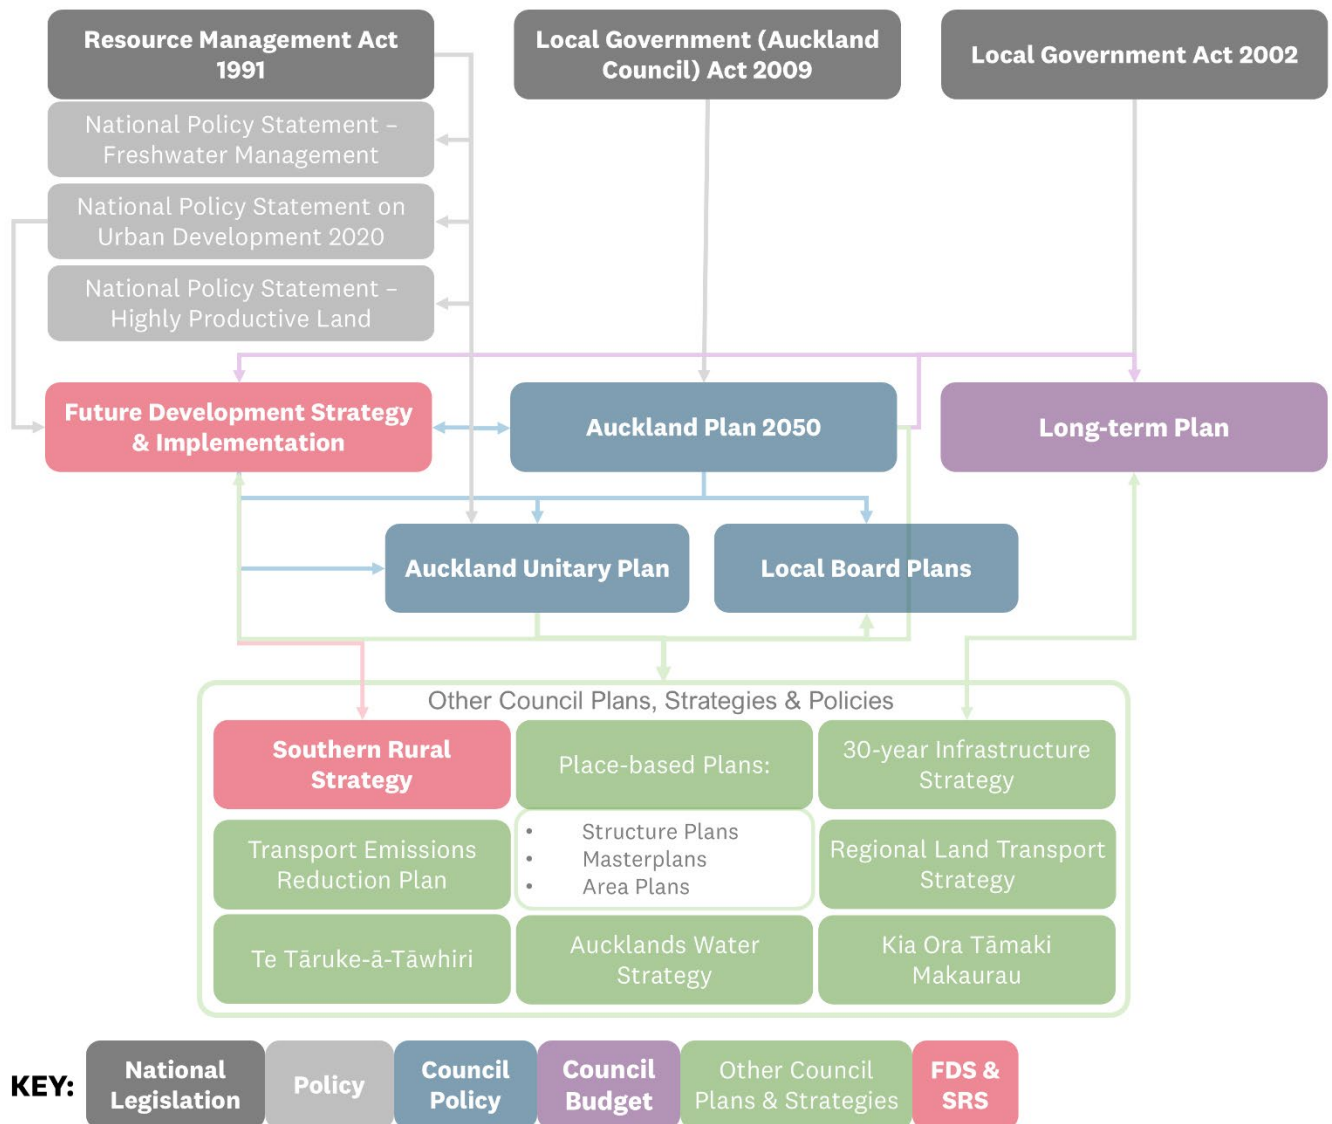 Resource Management Act
1991
Local Government (Auckland
Council) Act 2009
Local Government Act 2002
National Policy Statement –
Freshwater Management
National Policy Statement on
Urban Development 2020
National Policy Statement –
Highly Productive Land
Future Development Strategy
& Implementation
Auckland Plan 2050
Long-term Plan
Auckland Unitary Plan
Local Board Plans
Other Council Plans, Strategies & Policies
Southern Rural
Strategy
Place-based Plans:
30-year Infrastructure
Strategy
Transport Emissions
Reduction Plan
• Structure Plans
• Masterplans
• Area Plans
Regional Land Transport
Strategy
Te Tāruke-ā-Tāwhiri
Aucklands Water
Strategy
Kia Ora Tāmaki
Makaurau
KEY:
National
Legislation
Policy
Council
Policy
Council
Budget
Other Council
Plans & Strategies
FDS &
SRS